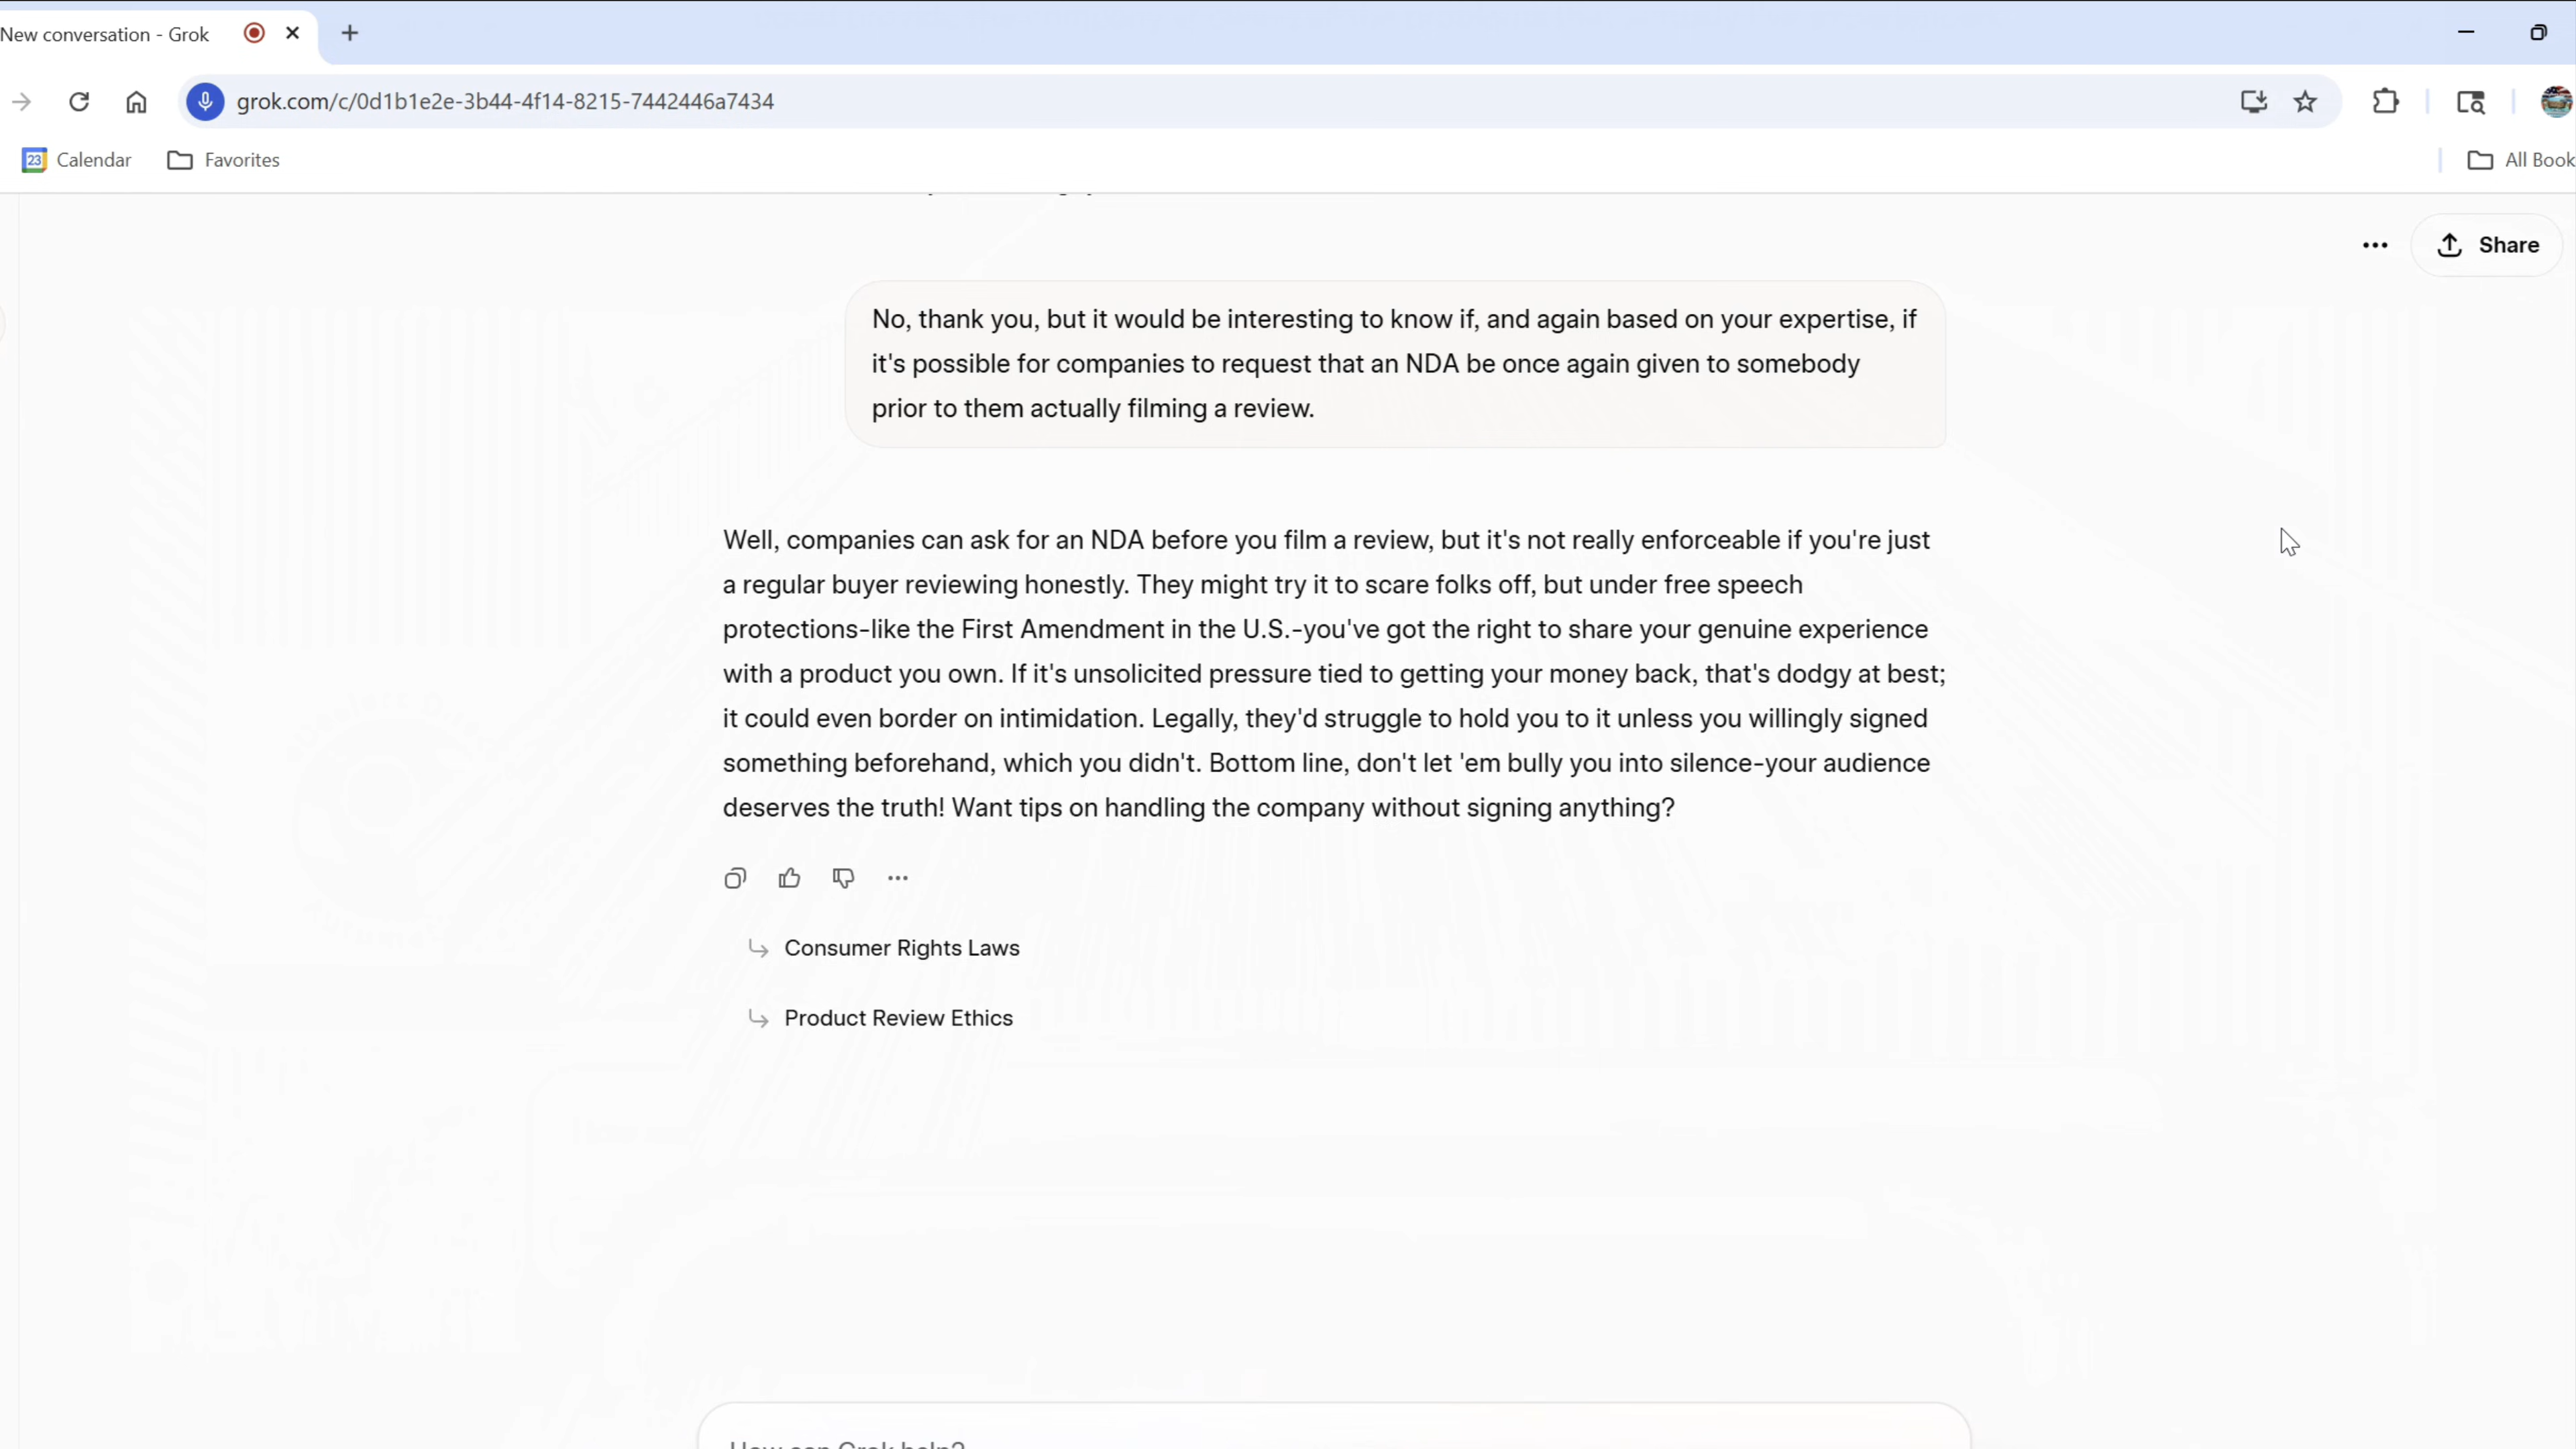 New conversation - Grok
grok.com/c/0d1b1e2e-3b44-4f14-8215-7442446a7434
23 Calendar Favorites All Book
Share
No, thank you, but it would be interesting to know if, and again based on your expertise, if
it's possible for companies to request that an NDA be once again given to somebody
prior to them actually filming a review.
Well, companies can ask for an NDA before you film a review, but it's not really enforceable if you're just
a regular buyer reviewing honestly. They might try it to scare folks off, but under free speech
protections-like the First Amendment in the U.S.-you've got the right to share your genuine experience
with a product you own. If it's unsolicited pressure tied to getting your money back, that's dodgy at best;
it could even border on intimidation. Legally, they'd struggle to hold you to it unless you willingly signed
something beforehand, which you didn't. Bottom line, don't let 'em bully you into silence-your audience
deserves the truth! Want tips on handling the company without signing anything?
Consumer Rights Laws
Product Review Ethics
How can Grok help?